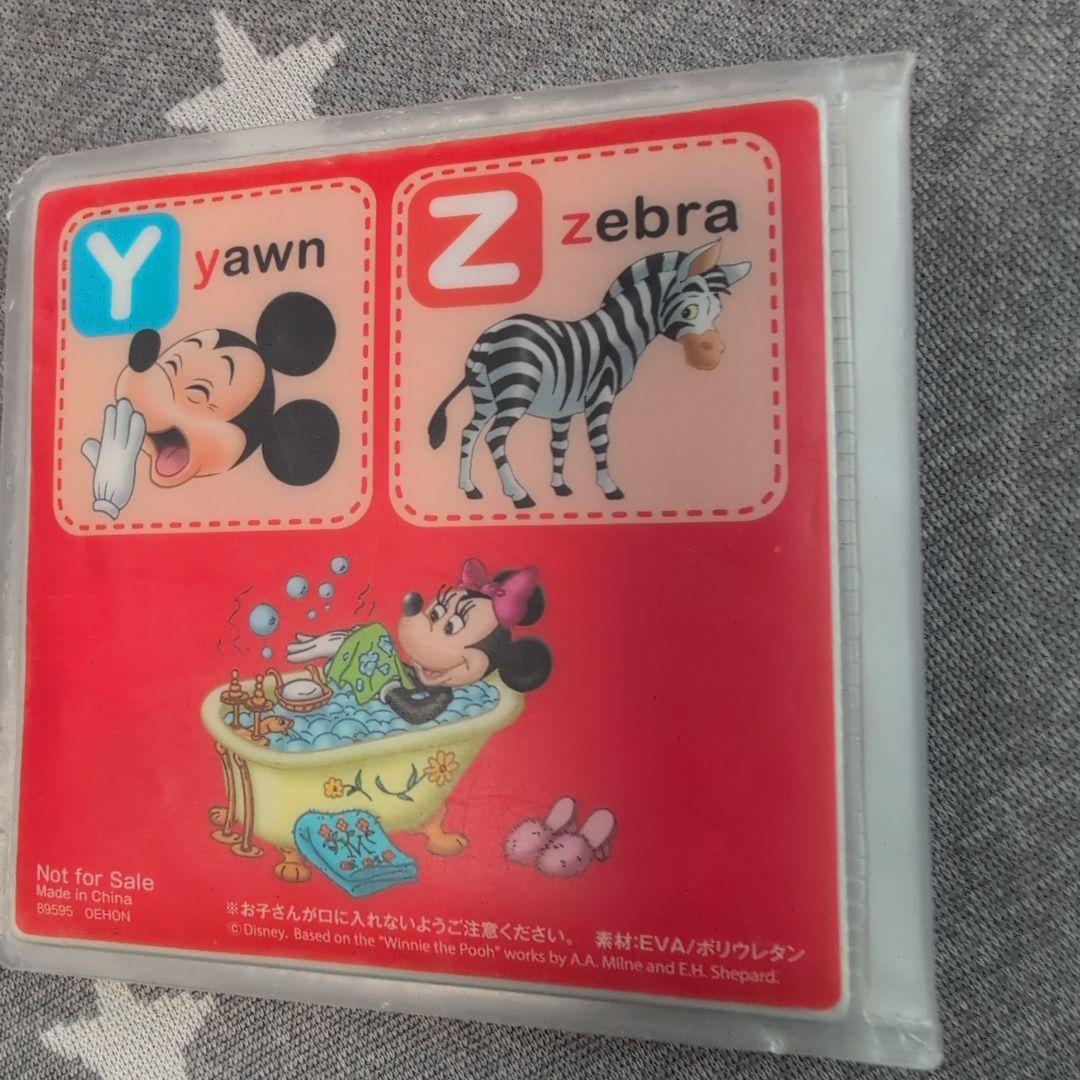 Y yawn
Z zebra
Not for Sale
Made in China
89595 OEHON
※お子さんが口に入れないようご注意ください。 素材:EVA/ポリウレタン
©Disney. Based on the "Winnie the Pooh" works by A.A. Milne and E.H. Shepard.